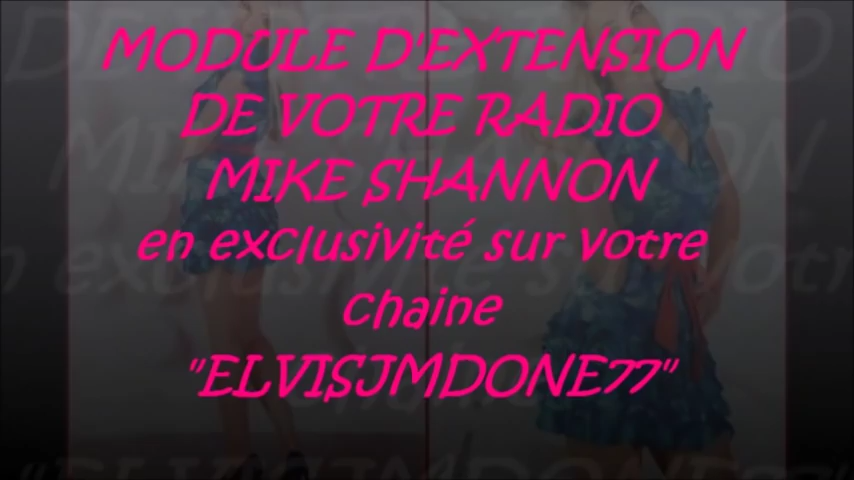 MODULE D'EXTENSION
DE VOTRE RADIO
MIKE SHANNON
en exclusivité sur votre
chaine
"ELVISJMDONE77"